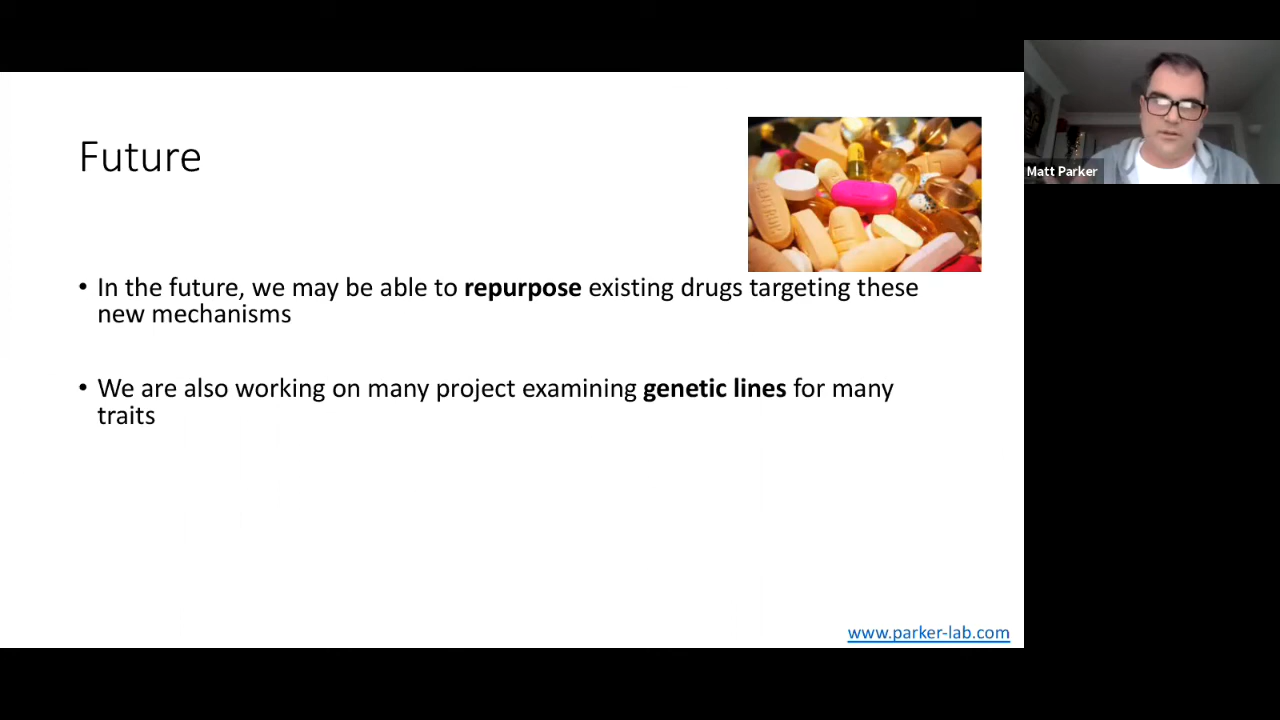 Future
• In the future, we may be able to repurpose existing drugs targeting these
new mechanisms
• We are also working on many project examining genetic lines for many
traits
www.parker-lab.com
Matt Parker